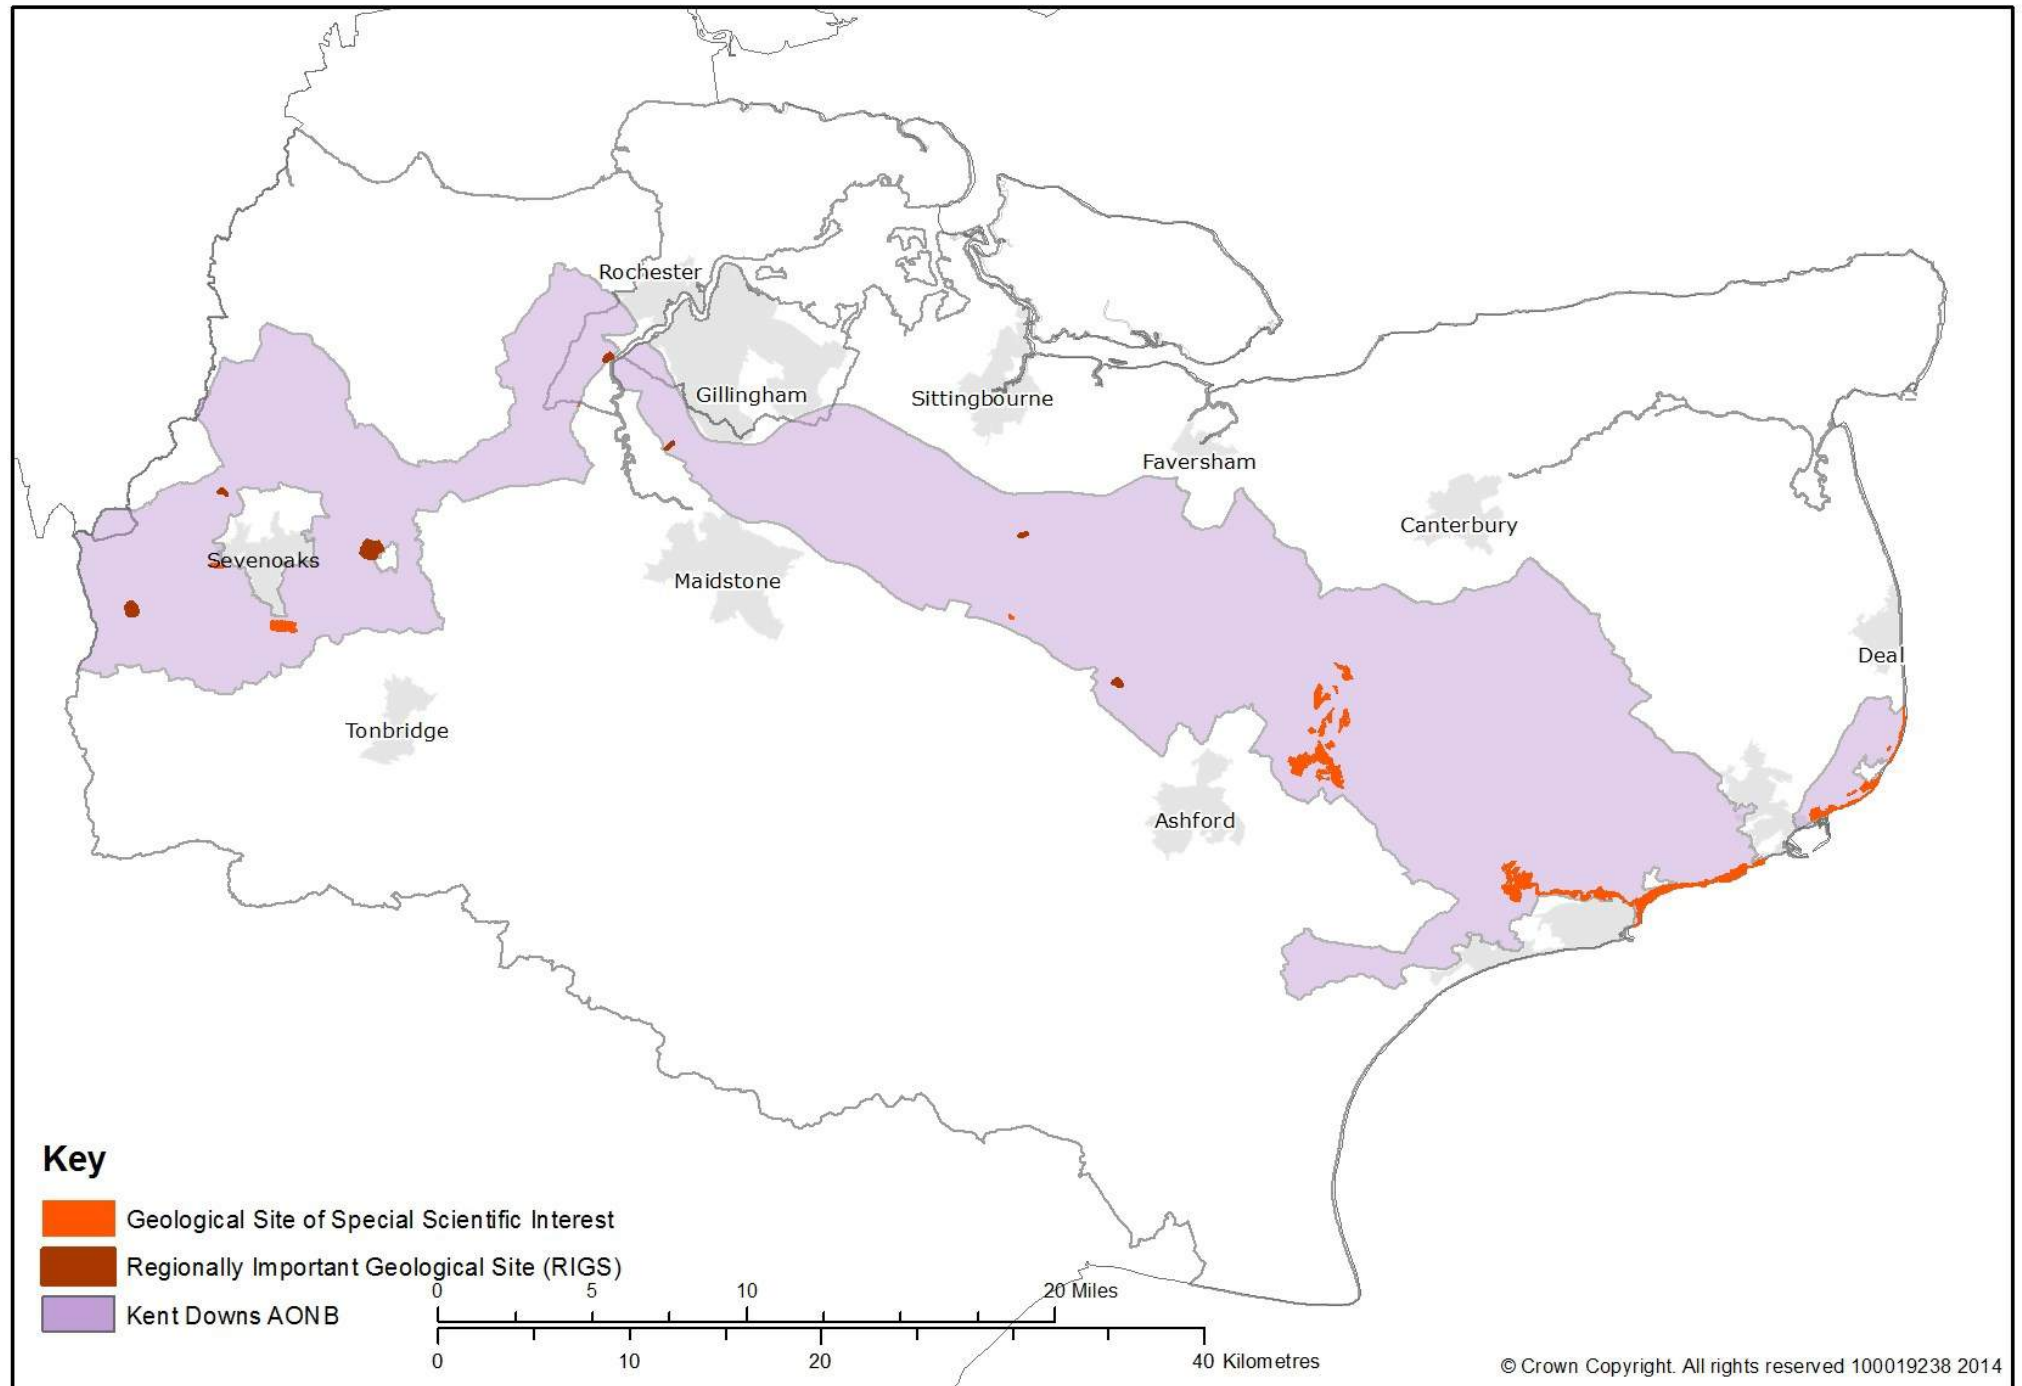 Rochester
Gillingham
Sittingbourne
Faversham
Canterbury
Sevenoaks
Maidstone
Deal
Tonbridge
Ashford
Key
Geological Site of Special Scientific Interest
Regionally Important Geological Site (RIGS)
Kent Downs AONB
0 5 10 20 Miles
0 10 20 40 Kilometres
© Crown Copyright. All rights reserved 100019238 2014